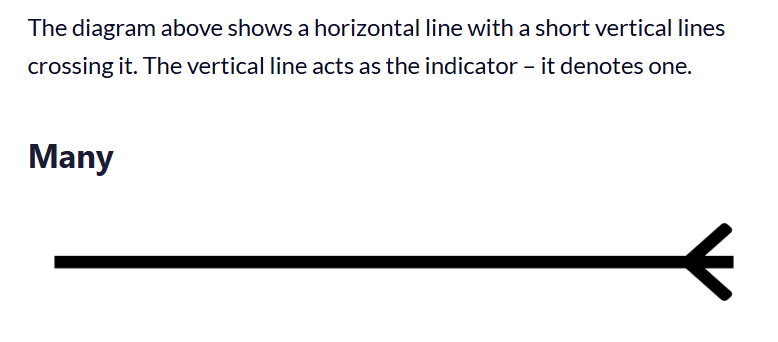 The diagram above shows a horizontal line with a short vertical lines
crossing it. The vertical line acts as the indicator – it denotes one.
Many